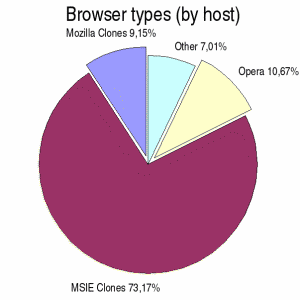 Browser types (by host)
Mozilla Clones 9,15%
Other 7,01%
Opera 10,67%
MSIE Clones 73,17%